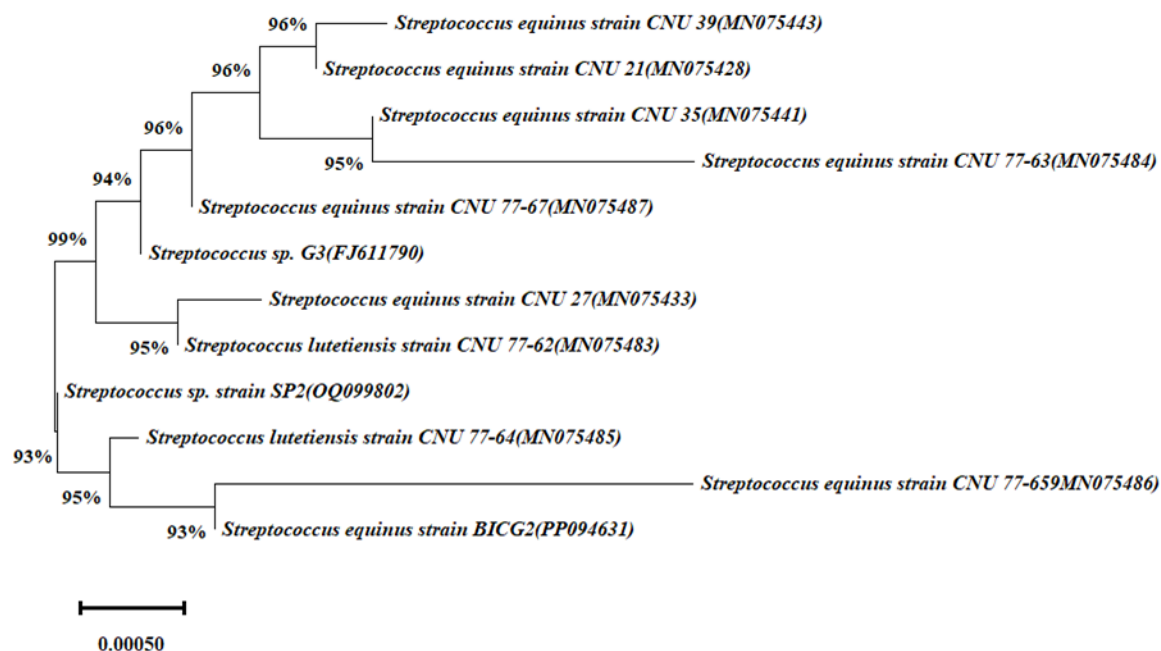 96%
Streptococcus equinus strain CNU 39(MN075443)
96%
Streptococcus equinus strain CNU 21(MN075428)
Streptococcus equinus strain CNU 35(MN075441)
96%
95%
Streptococcus equinus strain CNU 77-63(MN075484)
94%
Streptococcus equinus strain CNU 77-67(MN075487)
99%
Streptococcus sp. G3(FJ611790)
Streptococcus equinus strain CNU 27(MN075433)
95%
Streptococcus lutetiensis strain CNU 77-62(MN075483)
Streptococcus sp. strain SP2(OQ099802)
Streptococcus lutetiensis strain CNU 77-64(MN075485)
93%
Streptococcus equinus strain CNU 77-659MN075486)
95%
93%
Streptococcus equinus strain BICG2(PP094631)
0.00050